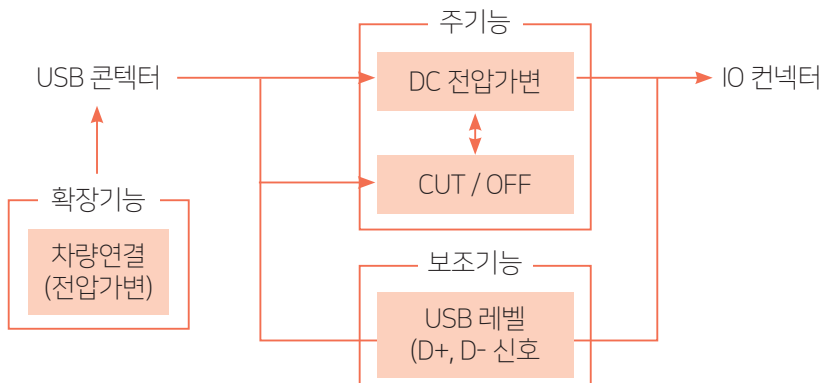 주기능
USB 콘텍터
DC 전압가변
IO 컨넥터
CUT / OFF
확장기능
차량연결
(전압가변)
보조기능
USB 레벨
(D+, D- 신호